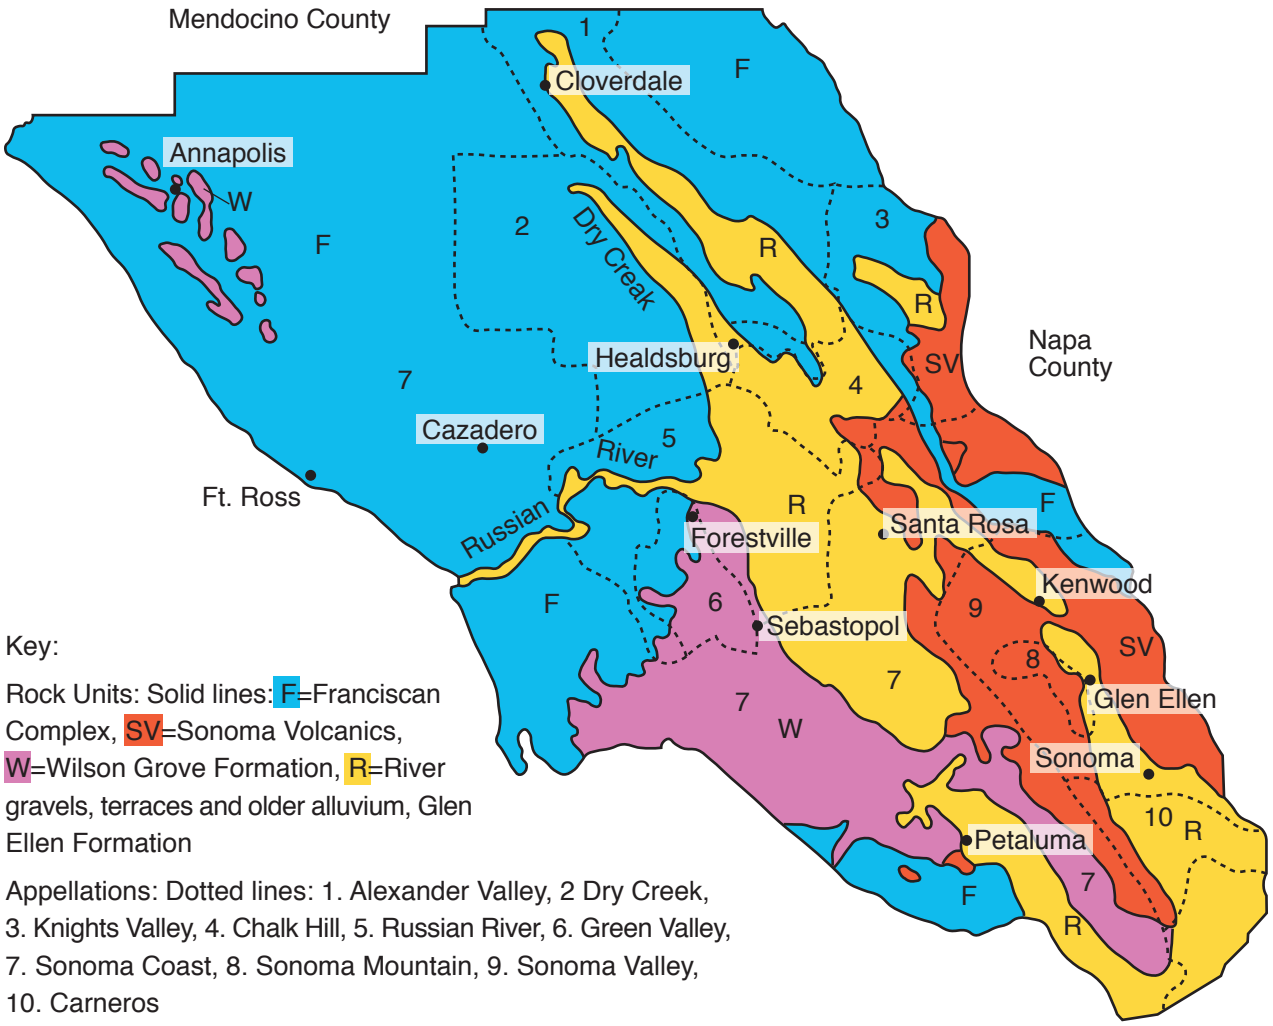 Mendocino County
1
F
Cloverdale
Annapolis
W
2
3
F
Dry Creak
R
R
Napa
County
Healdsburg
SV
7
4
Cazadero
5
River
Ft. Ross
R
F
Russian
Santa Rosa
Forestville
Kenwood
F
6
9
Sebastopol
SV
8
7
Glen Ellen
7
W
Sonoma
10
R
Petaluma
7
F
R
Key:
Rock Units: Solid lines: F=Franciscan
Complex, SV=Sonoma Volcanics,
W=Wilson Grove Formation, R=River
gravels, terraces and older alluvium, Glen
Ellen Formation
Appellations: Dotted lines: 1. Alexander Valley, 2 Dry Creek,
3. Knights Valley, 4. Chalk Hill, 5. Russian River, 6. Green Valley,
7. Sonoma Coast, 8. Sonoma Mountain, 9. Sonoma Valley,
10. Carneros